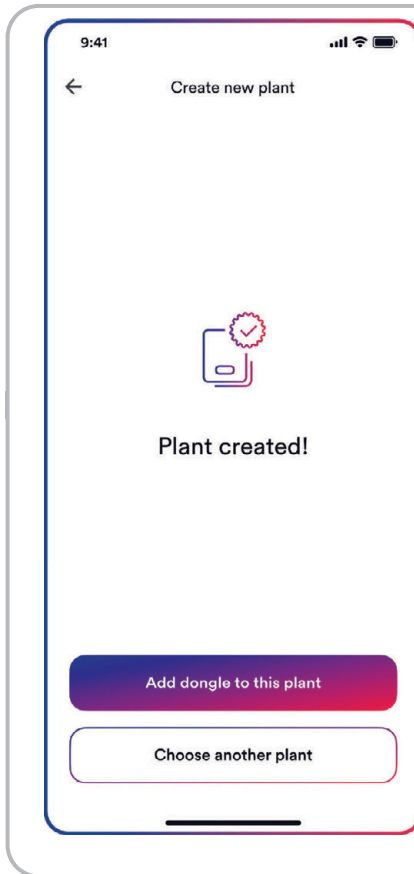 9:41
Create new plant
Plant created!
Add dongle to this plant
Choose another plant